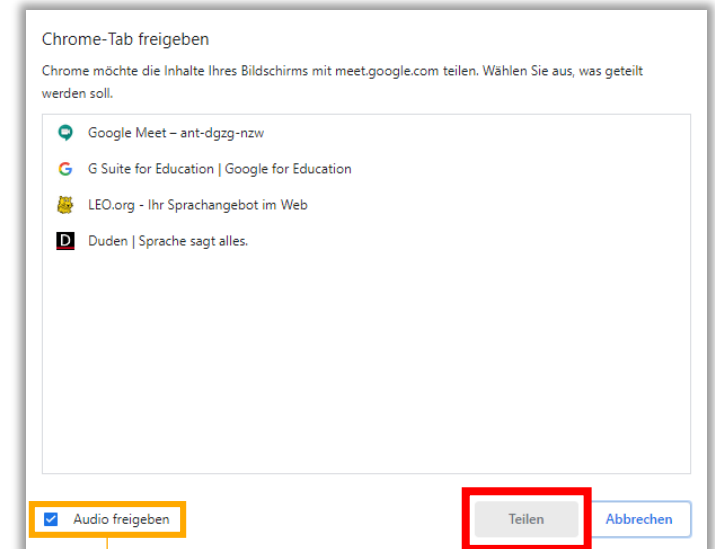 Chrome-Tab freigeben
Chrome möchte die Inhalte Ihres Bildschirms mit meet.google.com teilen. Wählen Sie aus, was geteilt
werden soll.
Google Meet – ant-dgzg-nzw
G Suite for Education | Google for Education
LEO.org - Ihr Sprachangebot im Web
D Duden | Sprache sagt alles.
Audio freigeben Teilen Abbrechen